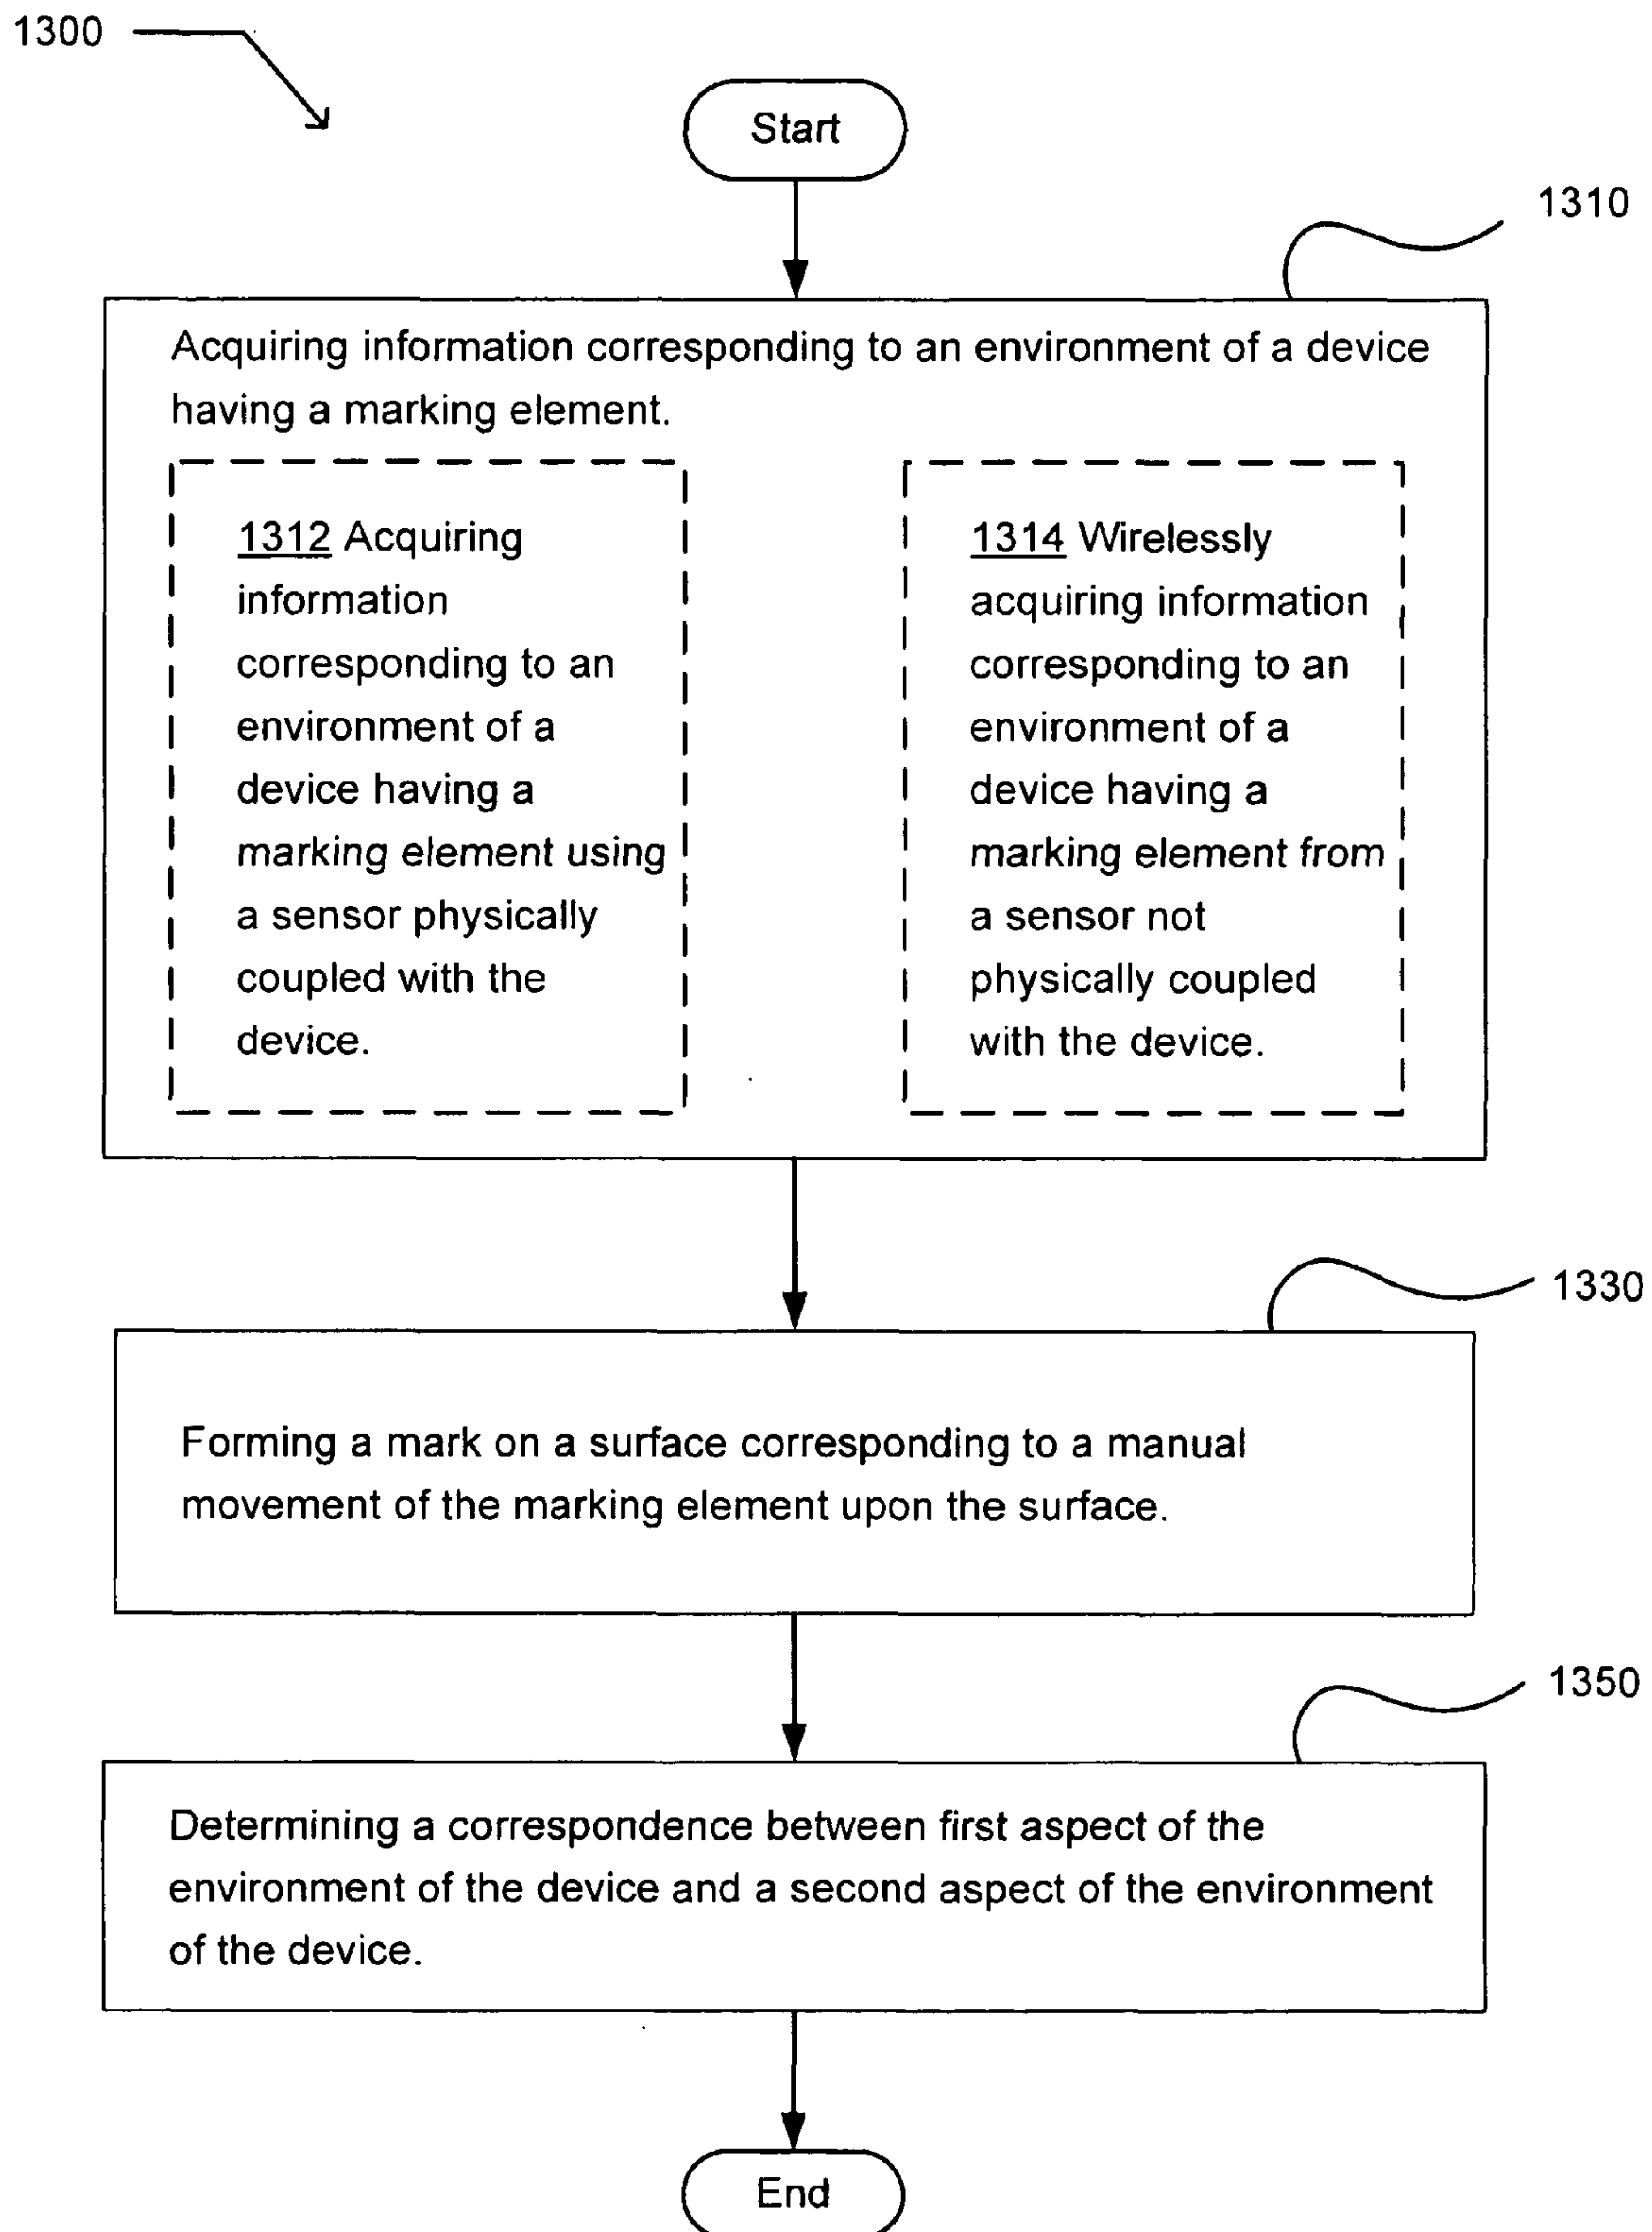 1300
Start
1310
Acquiring information corresponding to an environment of a device
having a marking element.
1312 Acquiring
information
corresponding to an
environment of a
device having a
marking element using
a sensor physically
coupled with the
device.
1314 Wirelessly
acquiring information
corresponding to an
environment of a
device having a
marking element from
a sensor not
physically coupled
with the device.
1330
Forming a mark on a surface corresponding to a manual
movement of the marking element upon the surface.
1350
Determining a correspondence between first aspect of the
environment of the device and a second aspect of the environment
of the device.
End